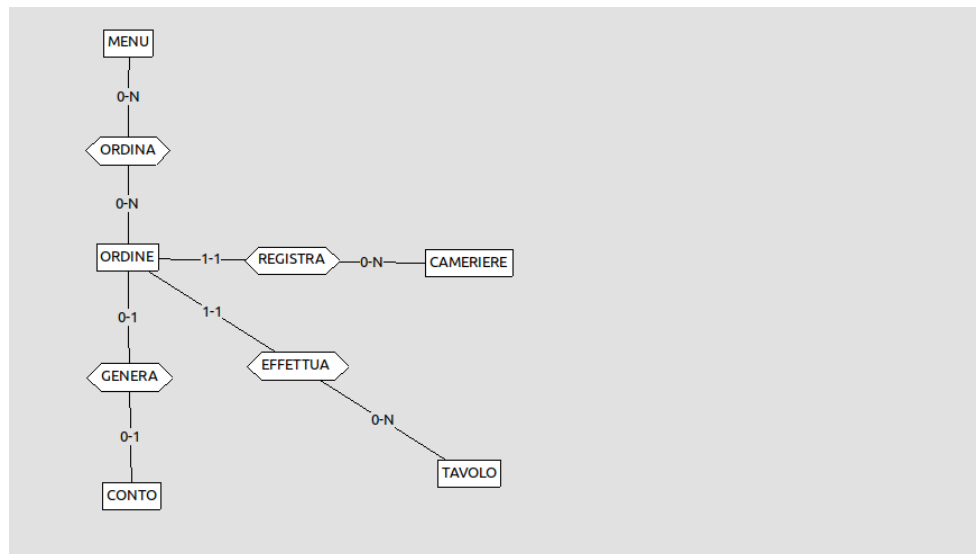 MENU
0-N
ORDINA
0-N
ORDINE
1-1
REGISTRA
0-N
CAMERIERE
0-1
1-1
GENERA
EFFETTUA
0-1
0-N
CONTO
TAVOLO